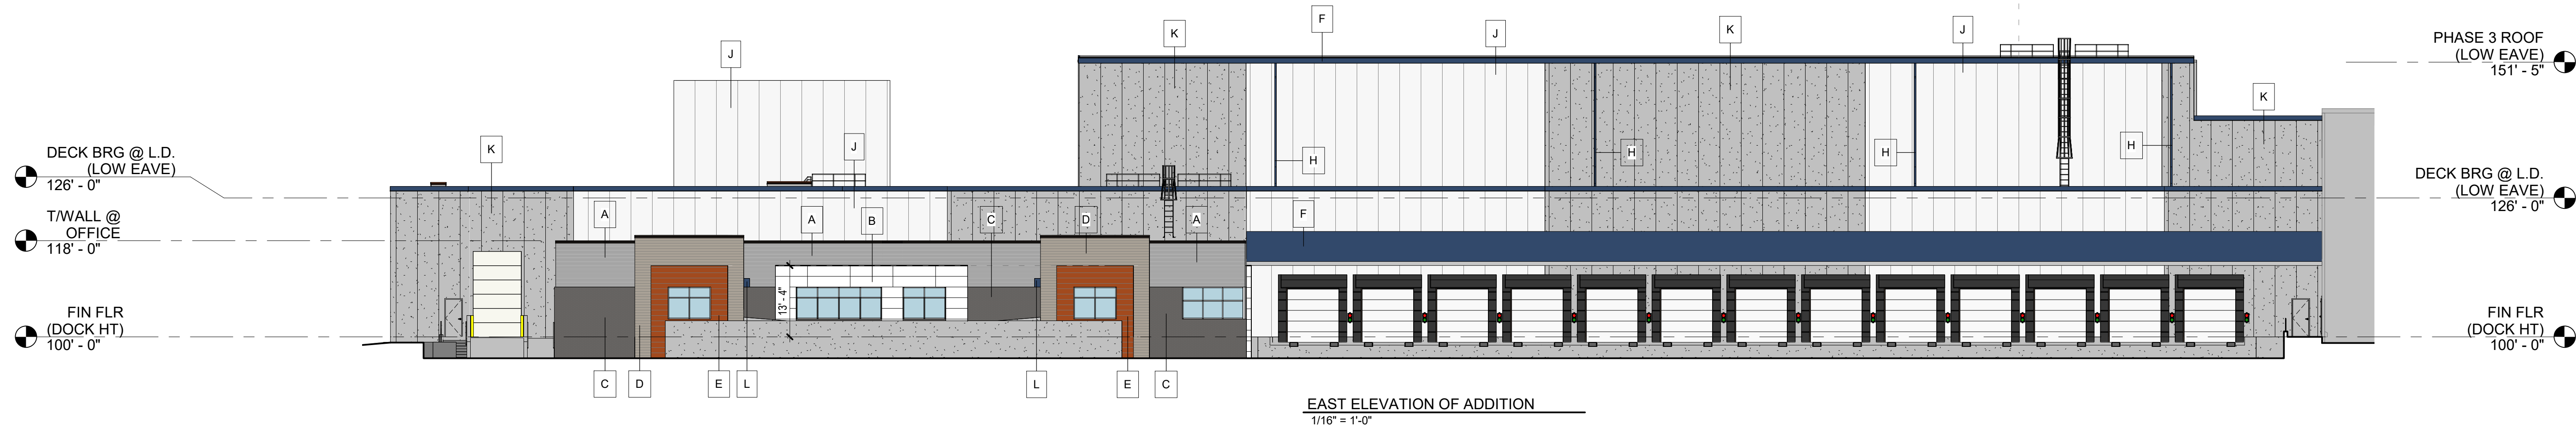 F
K
J
K
J
PHASE 3 ROOF
(LOW EAVE)
151' - 5"
J
K
DECK BRG @ L.D.
(LOW EAVE)
126' - 0"
K
J
H
H
H
H
DECK BRG @ L.D.
(LOW EAVE)
126' - 0"
T/WALL @
OFFICE
118' - 0"
A
A
B
C
D
A
F
13' - 4"
FIN FLR
(DOCK HT)
100' - 0"
FIN FLR
(DOCK HT)
100' - 0"
C
D
E
L
L
E
C
EAST ELEVATION OF ADDITION
1/16" = 1'-0"